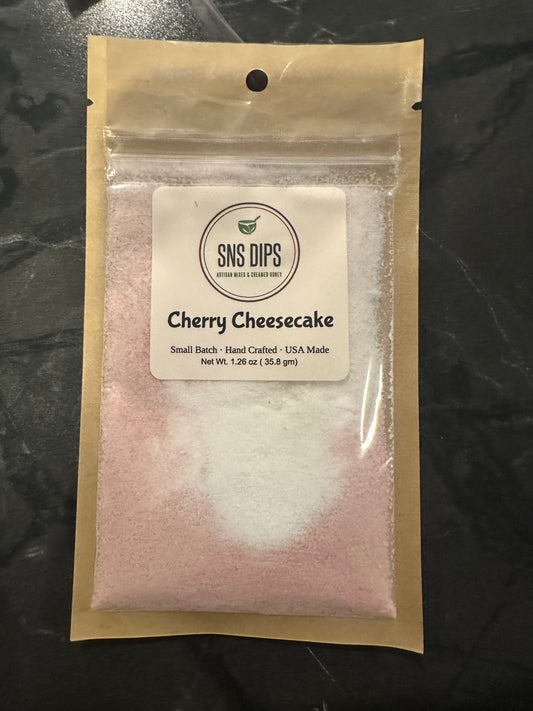 SNS DIPS
ARTISAN MIXES & CREAMED HONEY
Cherry Cheesecake
Small Batch · Hand Crafted · USA Made
Net Wt. 1.26 oz ( 35.8 gm)